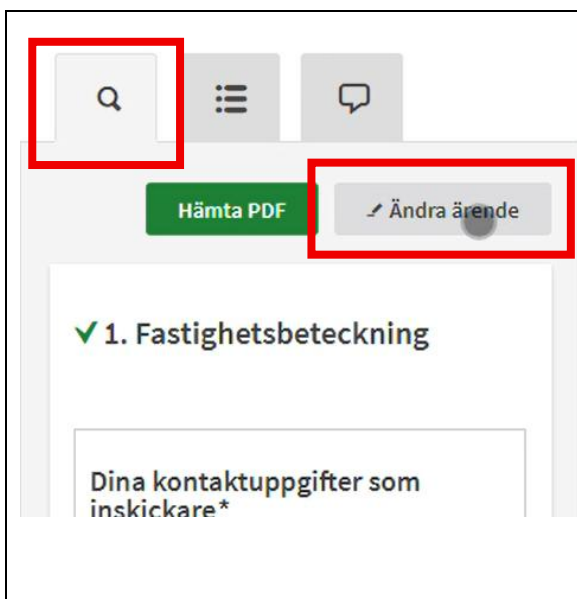 Hämta PDF
Ändra ärende
1. Fastighetsbeteckning
Dina kontaktuppgifter som
inskickare*